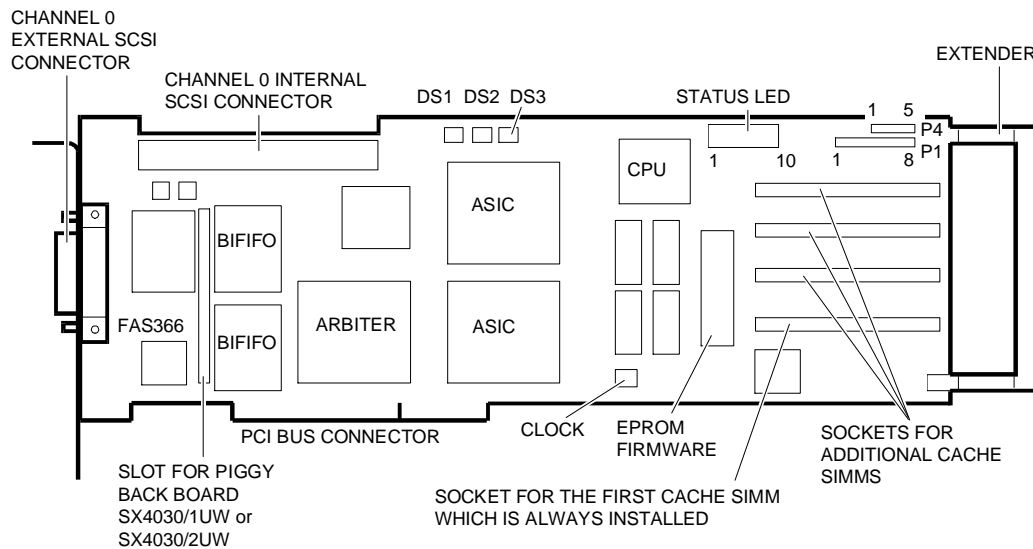 CHANNEL 0
EXTERNAL SCSI
CONNECTOR
CHANNEL 0 INTERNAL
SCSI CONNECTOR
DS1 DS2 DS3
STATUS LED
EXTENDER
1 5
P4
1 10
1 8
P1
CPU
ASIC
BIFIFO
FAS366
BIFIFO
ARBITER
ASIC
PCI BUS CONNECTOR
CLOCK
EPROM
FIRMWARE
SOCKETS FOR
ADDITIONAL CACHE
SIMMS
SLOT FOR PIGGY
BACK BOARD
SX4030/1UW or
SX4030/2UW
SOCKET FOR THE FIRST CACHE SIMM
WHICH IS ALWAYS INSTALLED